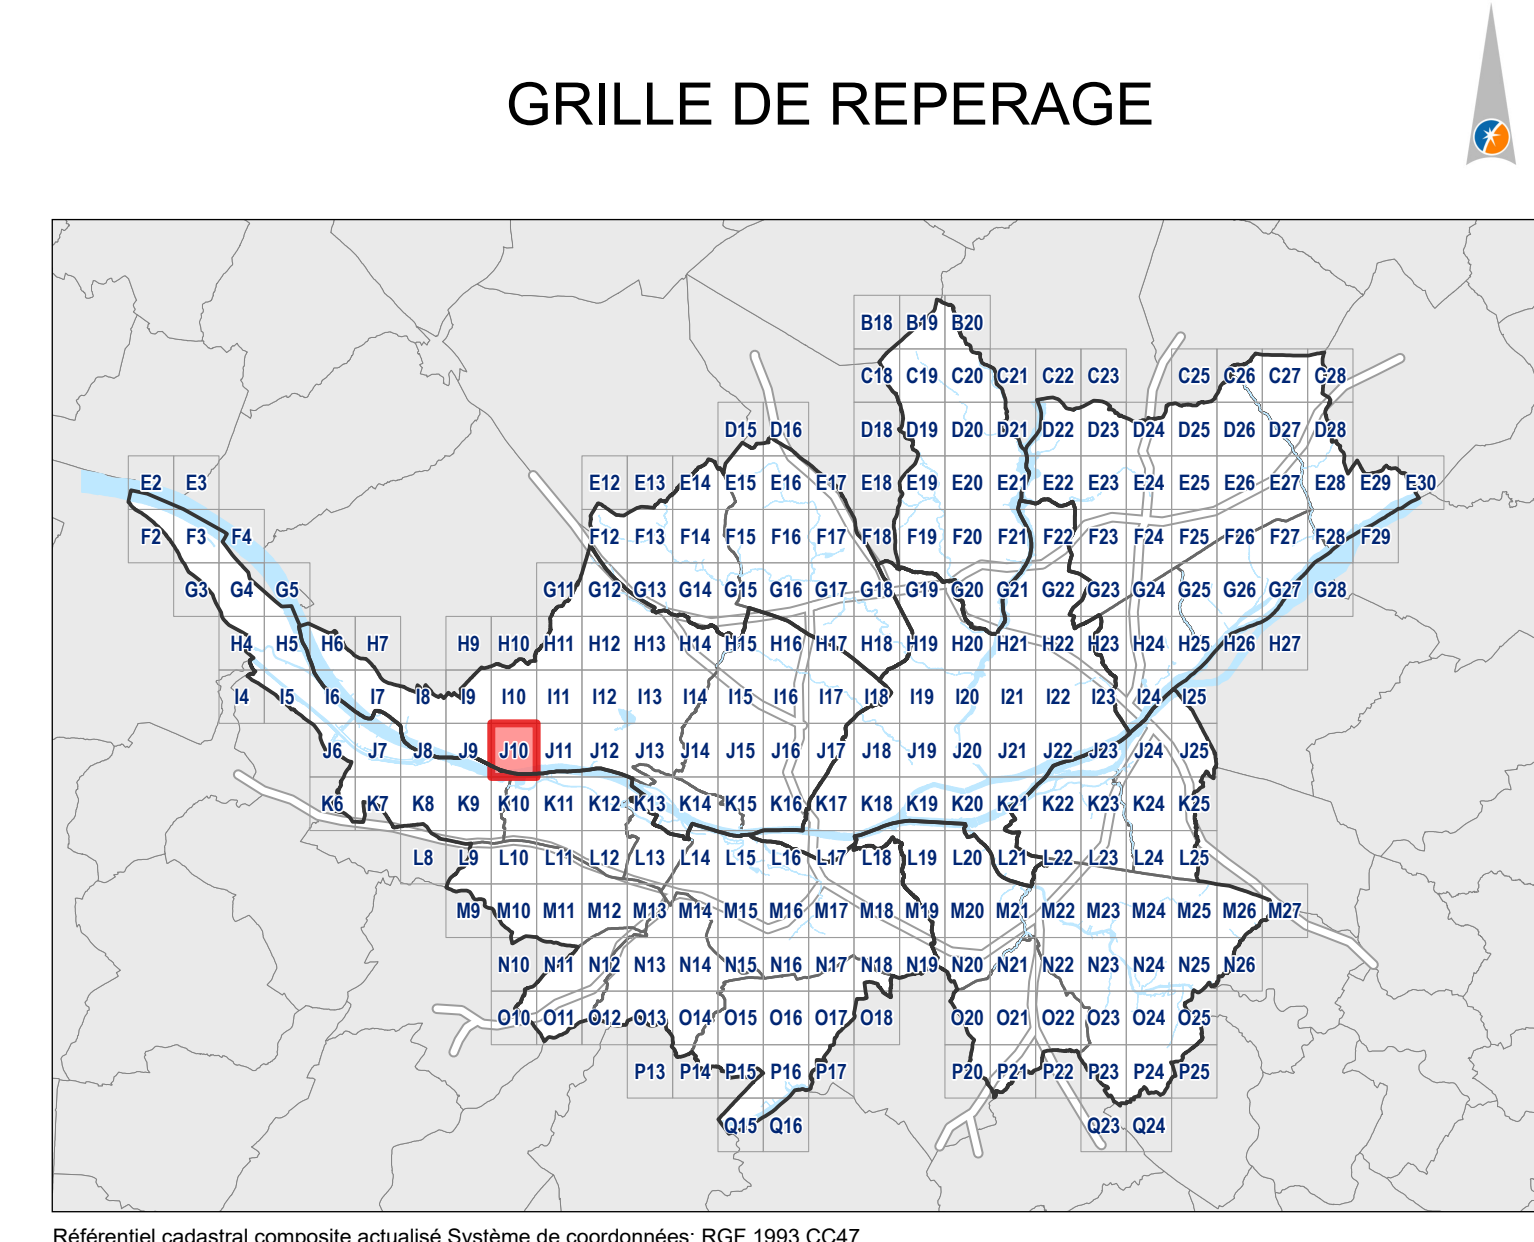 GRILLE DE REPERAGE
B18 B19 B20
C18 C19 C20 C21 C22 C23 C25 C26 C27 C28
D15 D16 D18 D19 D20 D21 D22 D23 D24 D25 D26 D27 D28
E2 E3 E12 E13 E14 E15 E16 E17 E18 E19 E20 E21 E22 E23 E24 E25 E26 E27 E28 E29 E30
F2 F3 F4 F12 F13 F14 F15 F16 F17 F18 F19 F20 F21 F22 F23 F24 F25 F26 F27 F28 F29
G3 G4 G5 G11 G12 G13 G14 G15 G16 G17 G18 G19 G20 G21 G22 G23 G24 G25 G26 G27 G28
H4 H5 H6 H7 H9 H10 H11 H12 H13 H14 H15 H16 H17 H18 H19 H20 H21 H22 H23 H24 H25 H26 H27
I4 I5 I6 I7 I8 I9 I10 I11 I12 I13 I14 I15 I16 I17 I18 I19 I20 I21 I22 I23 I24 I25
J6 J7 J8 J9 J10 J11 J12 J13 J14 J15 J16 J17 J18 J19 J20 J21 J22 J23 J24 J25
K6 K7 K8 K9 K10 K11 K12 K13 K14 K15 K16 K17 K18 K19 K20 K21 K22 K23 K24 K25
L8 L9 L10 L11 L12 L13 L14 L15 L16 L17 L18 L19 L20 L21 L22 L23 L24 L25
M9 M10 M11 M12 M13 M14 M15 M16 M17 M18 M19 M20 M21 M22 M23 M24 M25 M26 M27
N10 N11 N12 N13 N14 N15 N16 N17 N18 N19 N20 N21 N22 N23 N24 N25 N26
O10 O11 O12 O13 O14 O15 O16 O17 O18 O20 O21 O22 O23 O24 O25
P13 P14 P15 P16 P17 P20 P21 P22 P23 P24 P25
Q15 Q16 Q23 Q24
Référentiel cadastral composite actualisé Système de coordonnées: RGF 1993 CC47